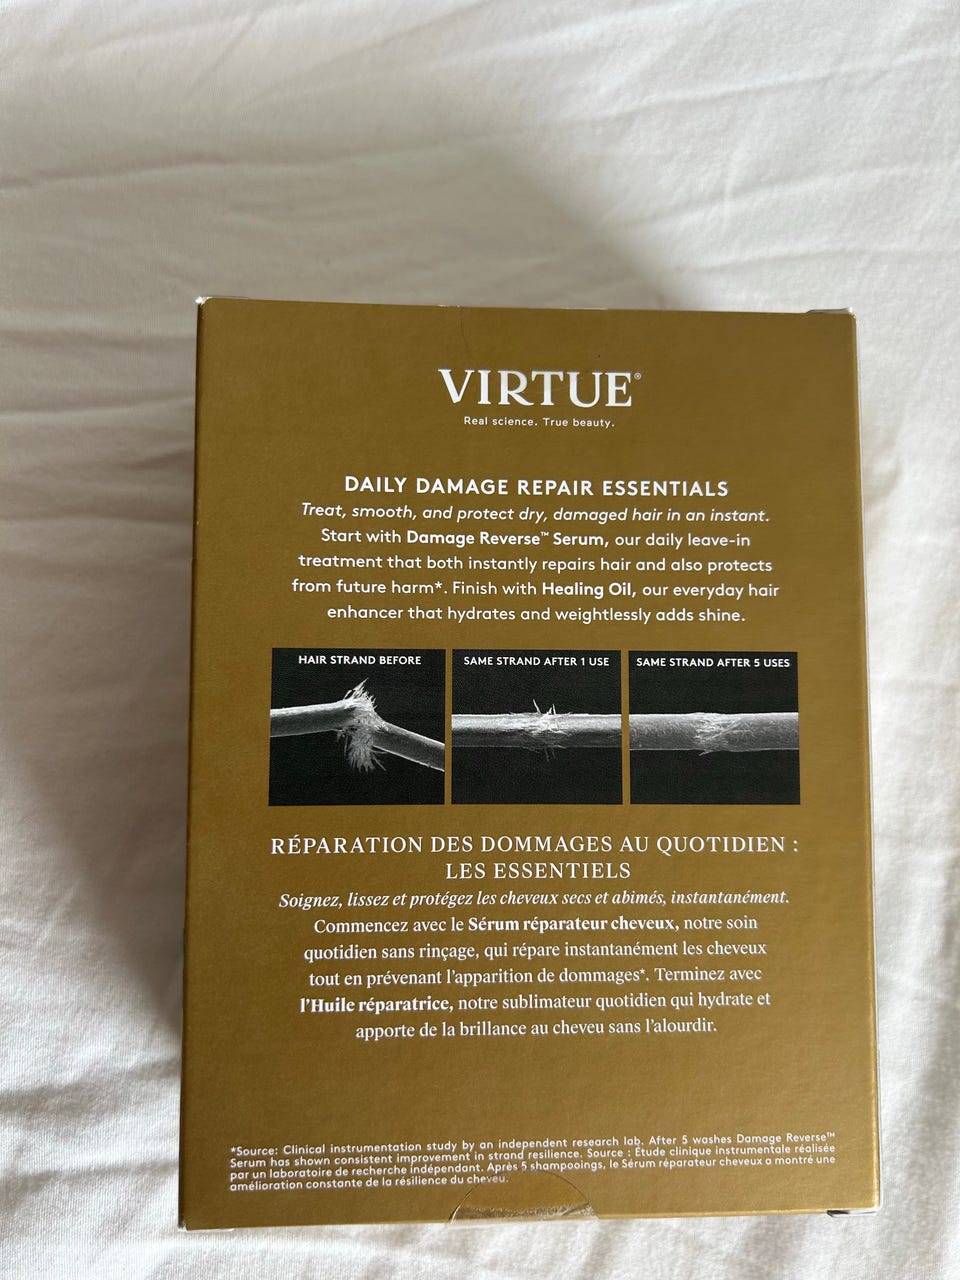 VIRTUE®
Real science. True beauty.
DAILY DAMAGE REPAIR ESSENTIALS
Treat, smooth, and protect dry, damaged hair in an instant.
Start with Damage Reverse™ Serum, our daily leave-in
treatment that both instantly repairs hair and also protects
from future harm*. Finish with Healing Oil, our everyday hair
enhancer that hydrates and weightlessly adds shine.
HAIR STRAND BEFORE
SAME STRAND AFTER 1 USE
SAME STRAND AFTER 5 USES
RÉPARATION DES DOMMAGES AU QUOTIDIEN :
LES ESSENTIELS
Soignez, lissez et protégez les cheveux secs et abimés, instantanément.
Commencez avec le Sérum réparateur cheveux, notre soin
quotidien sans rinçage, qui répare instantanément les cheveux
tout en prévenant l'apparition de dommages*. Terminez avec
l'Huile réparatrice, notre sublimateur quotidien qui hydrate et
apporte de la brillance au cheveu sans l'alourdir.
*Source: Clinical instrumentation study by an independent research lab. After 5 washes Damage Reverse™
Serum has shown consistent improvement in strand resilience. Source : Étude clinique instrumentale réalisée
par un laboratoire de recherche indépendant. Après 5 shampooings, le Sérum réparateur cheveux a montré une
amélioration constante de la résilience du cheveu.